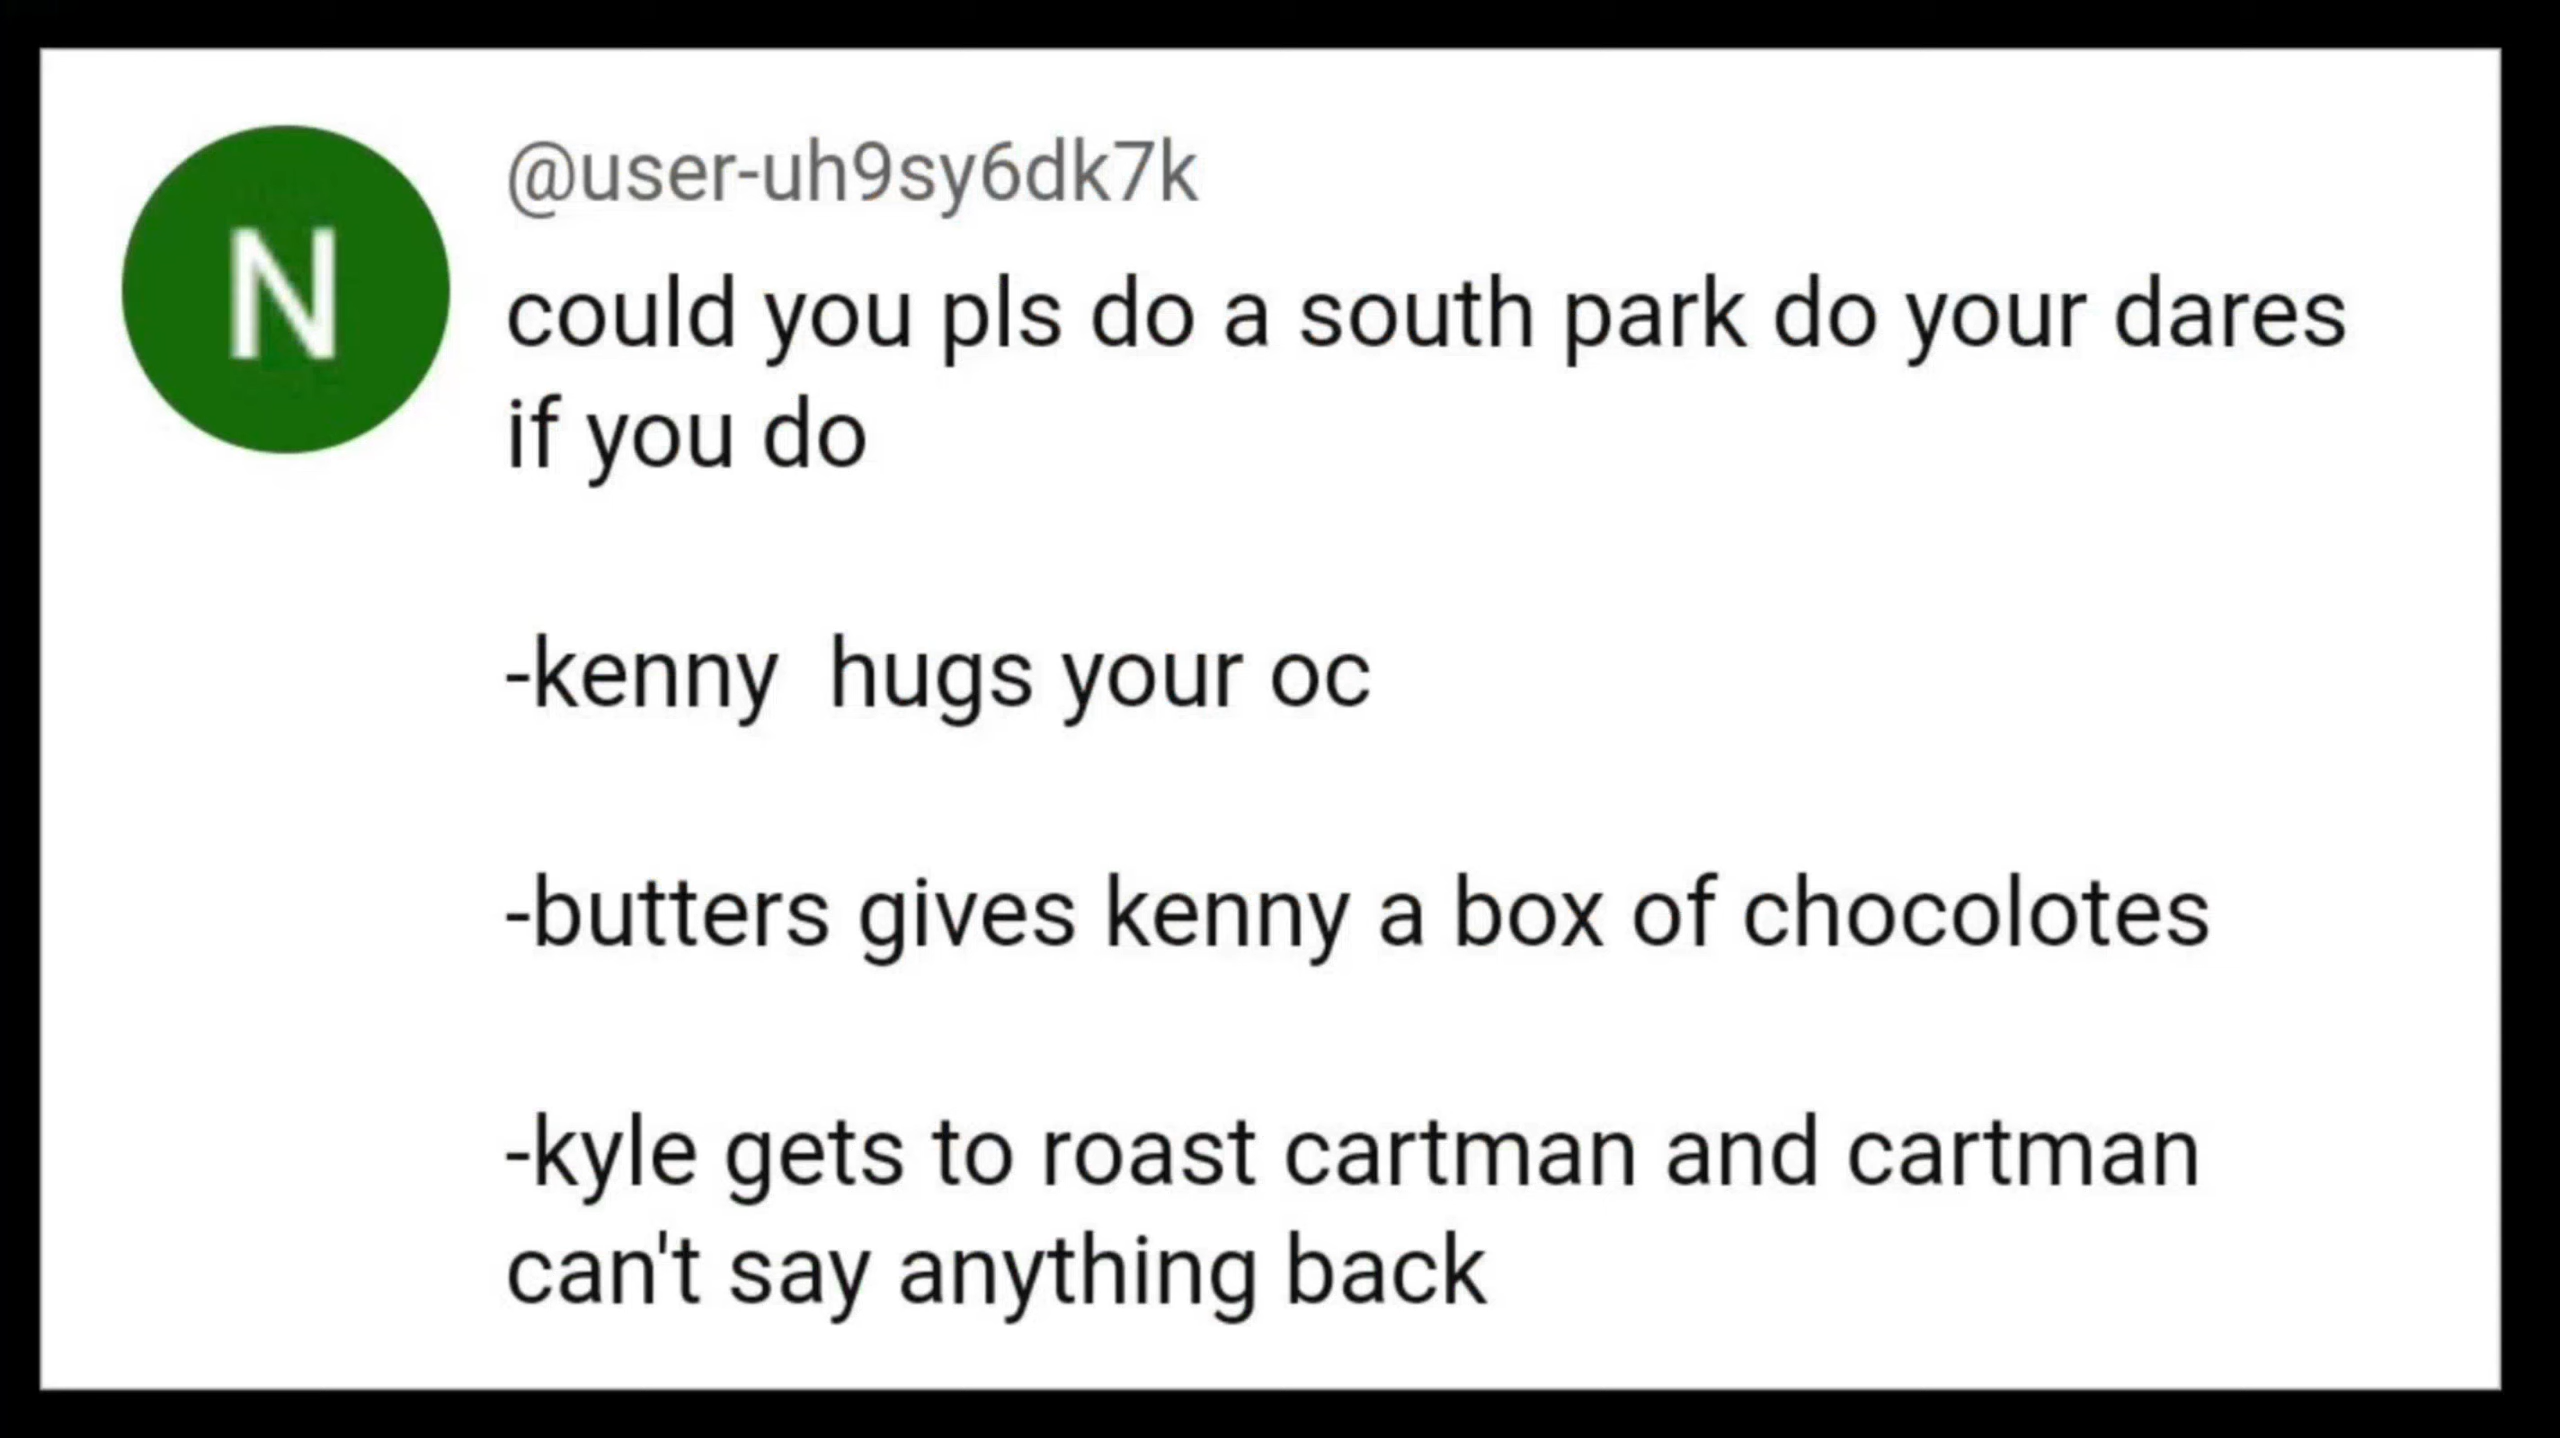 N
@user-uh9sy6dk7k
could you pls do a south park do your dares
if you do
-kenny  hugs your oc
-butters gives kenny a box of chocolotes
-kyle gets to roast cartman and cartman
can't say anything back